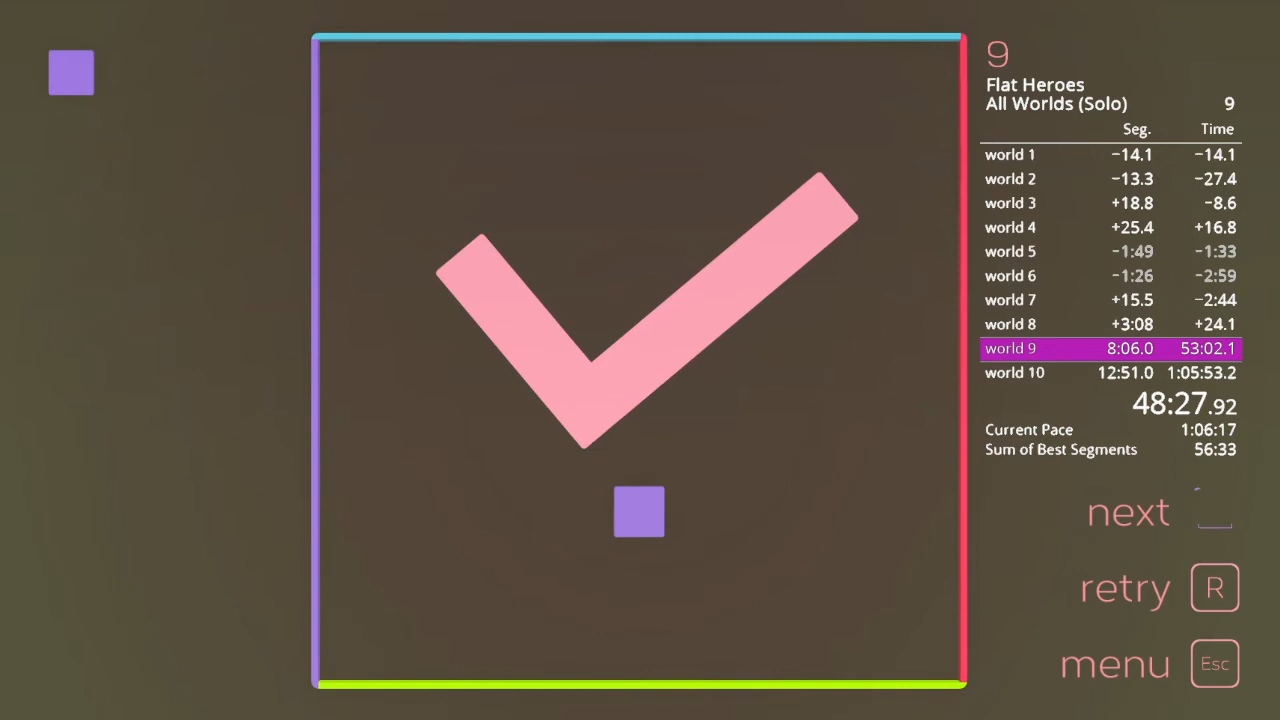 9
Flat Heroes
All Worlds (Solo) 9
Seg. Time
world 1 −14.1 −14.1
world 2 −13.3 −27.4
world 3 +18.8 −8.6
world 4 +25.4 +16.8
world 5 −1:49 −1:33
world 6 −1:26 −2:59
world 7 +15.5 −2:44
world 8 +3:08 +24.1
world 9 8:06.0 53:02.1
world 10 12:51.0 1:05:53.2
48:27.92
Current Pace 1:06:17
Sum of Best Segments 56:33
next
retry R
menu Esc